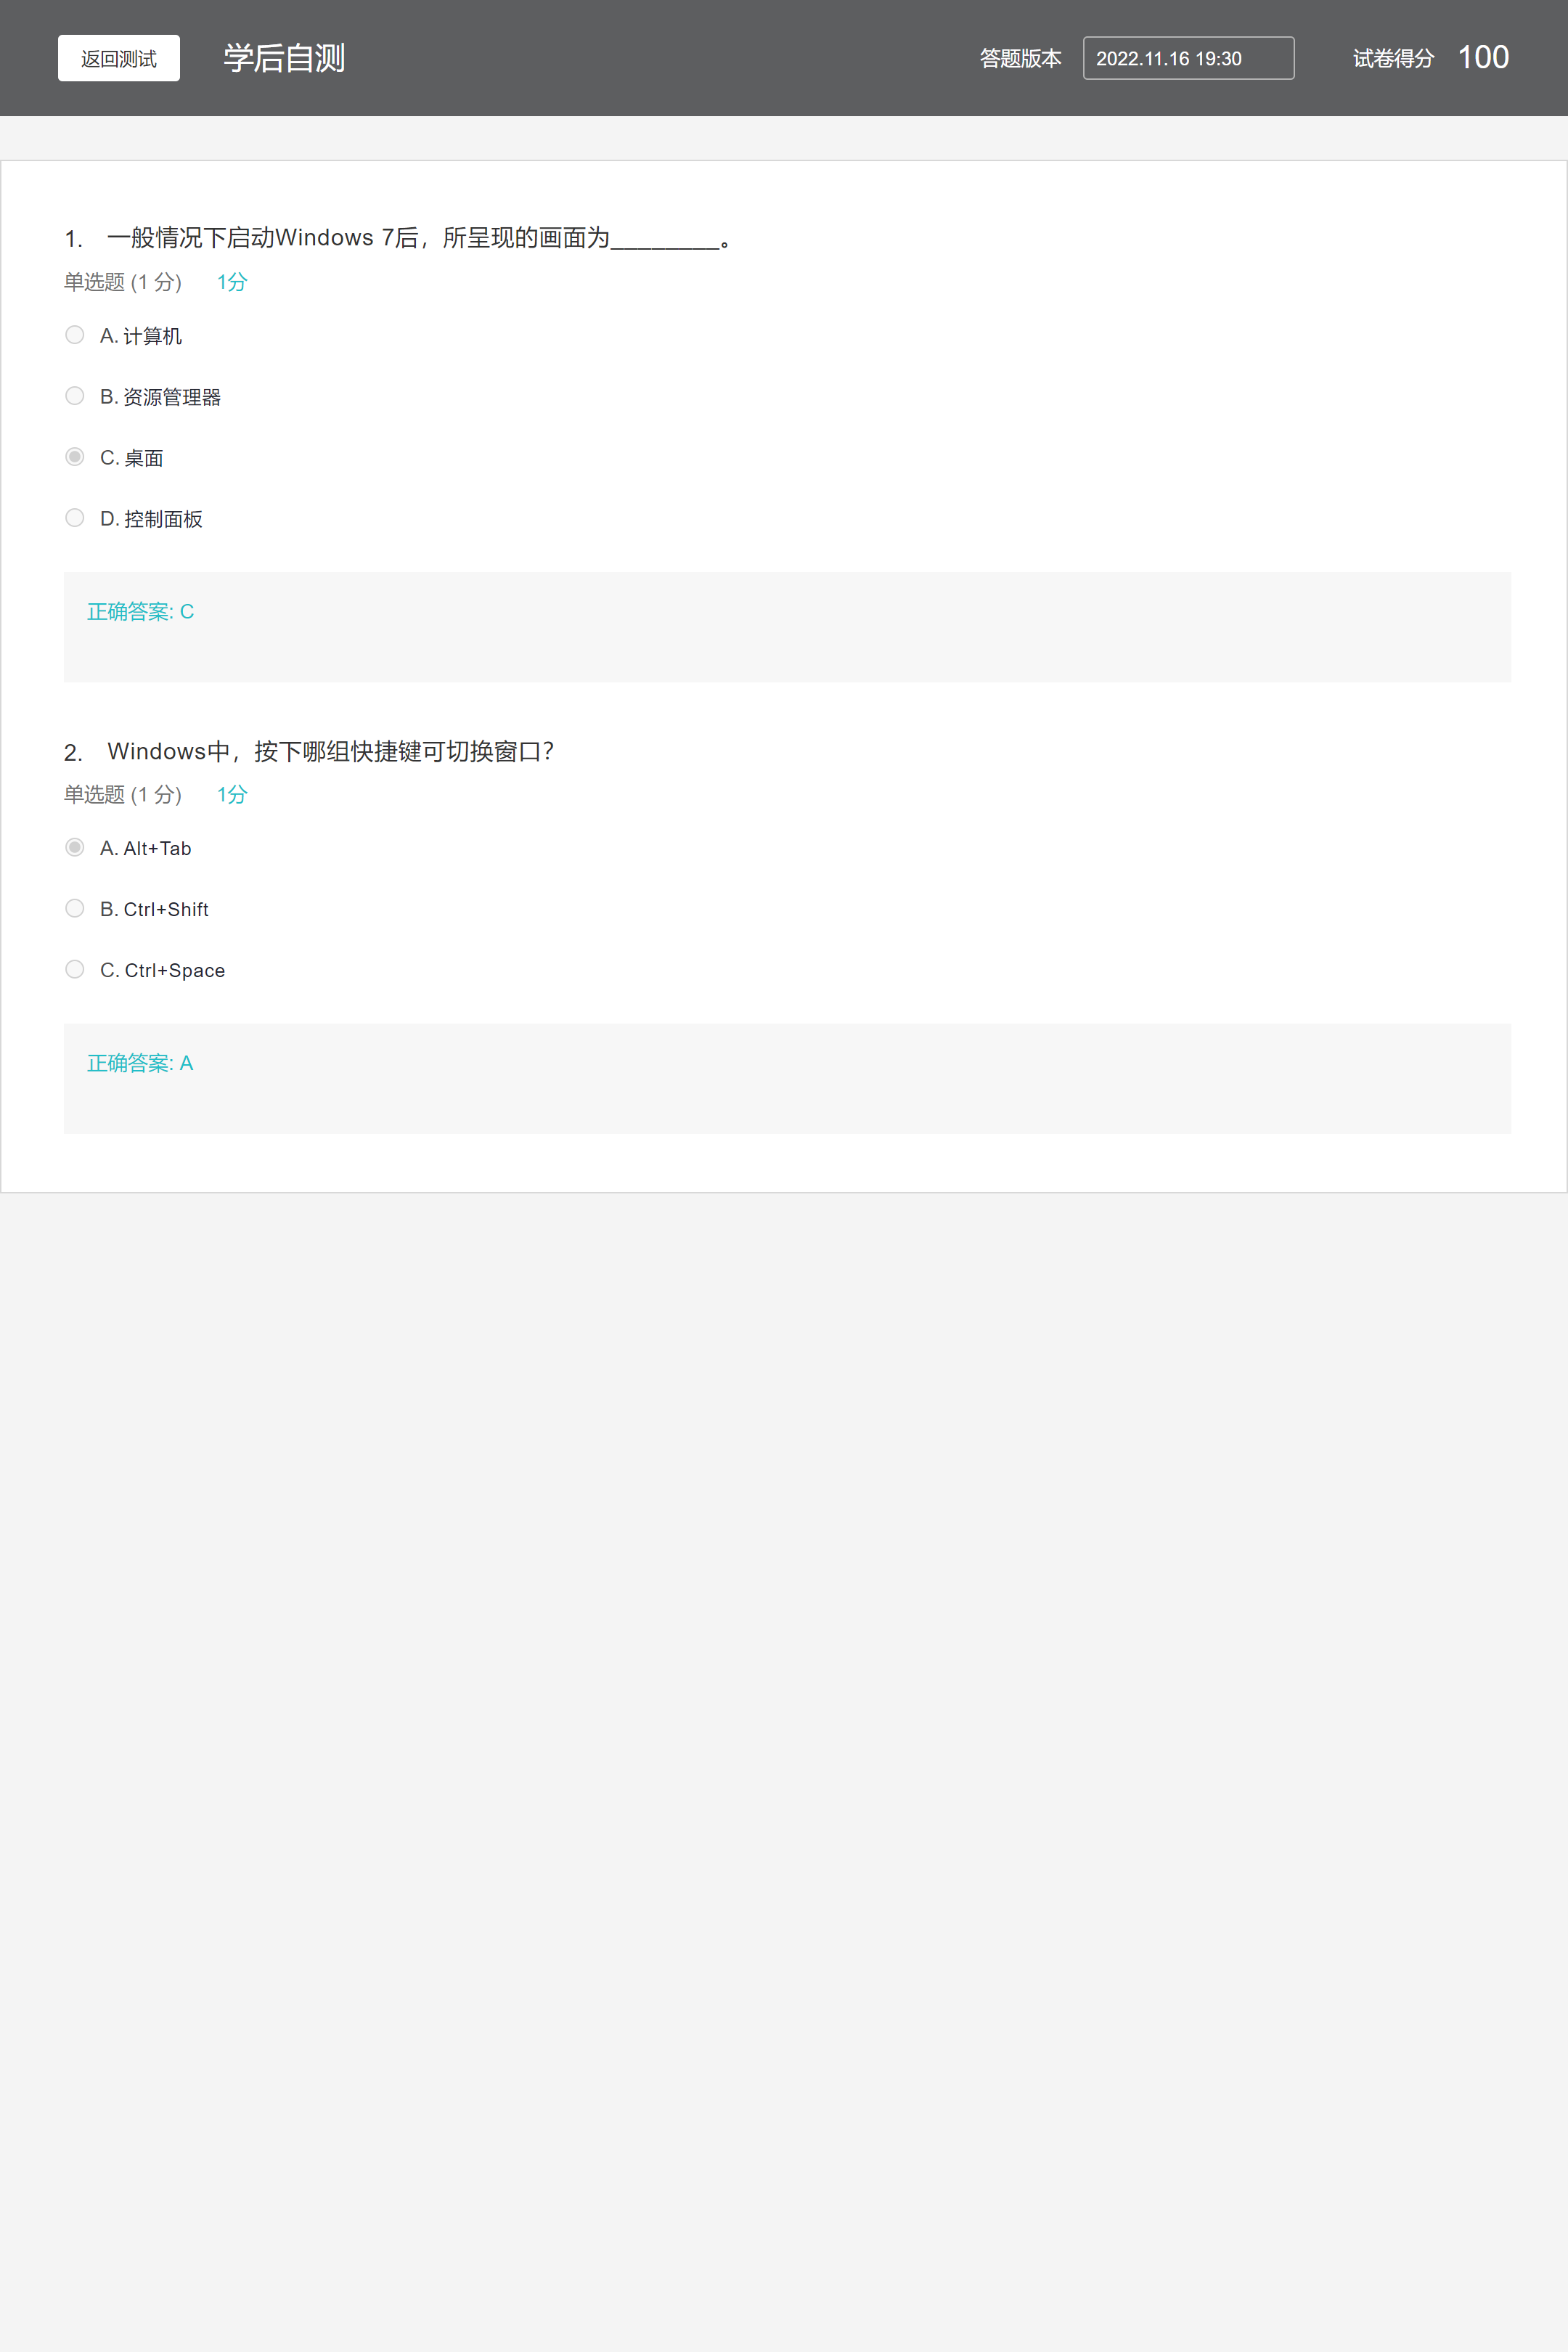 返回测试 学后自测 答题版本 2022.11.16 19:30 试卷得分 100
1. 一般情况下启动Windows 7后，所呈现的画面为________。
单选题 (1 分) 1分
A. 计算机
B. 资源管理器
C. 桌面
D. 控制面板
正确答案: C
2. Windows中，按下哪组快捷键可切换窗口？
单选题 (1 分) 1分
A. Alt+Tab
B. Ctrl+Shift
C. Ctrl+Space
正确答案: A